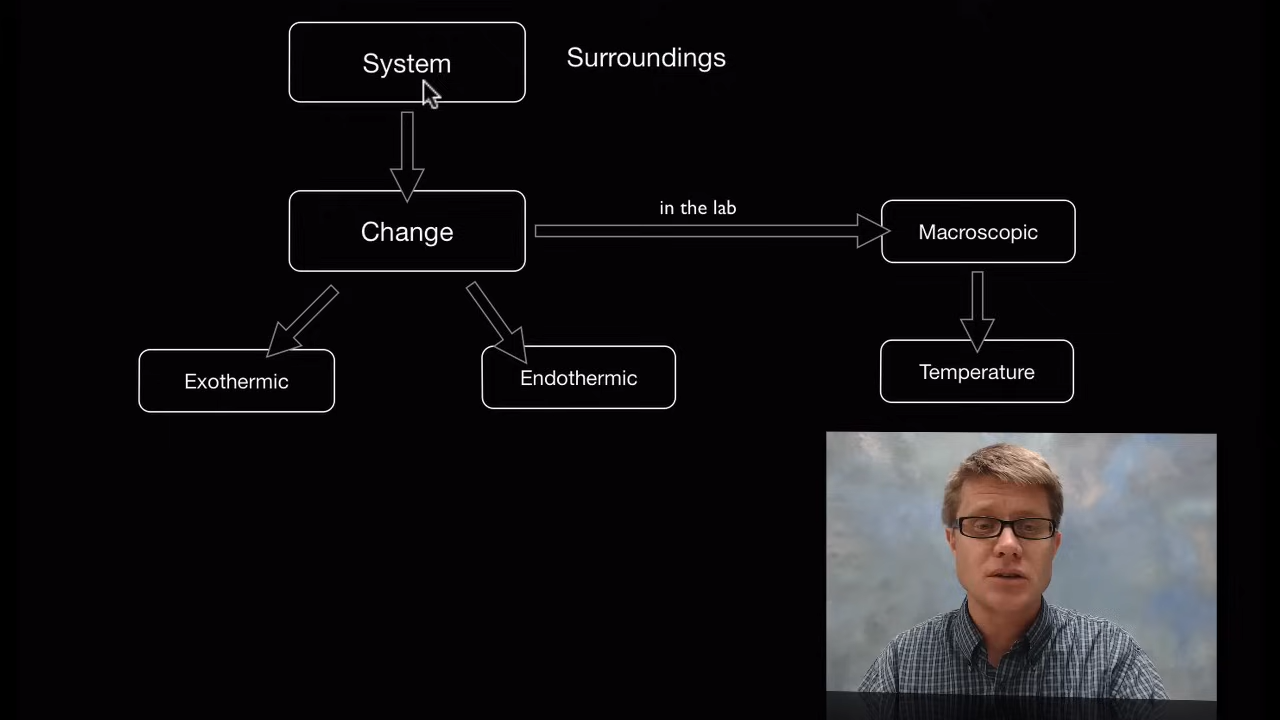 System
Surroundings
in the lab
Change
Macroscopic
Exothermic
Endothermic
Temperature